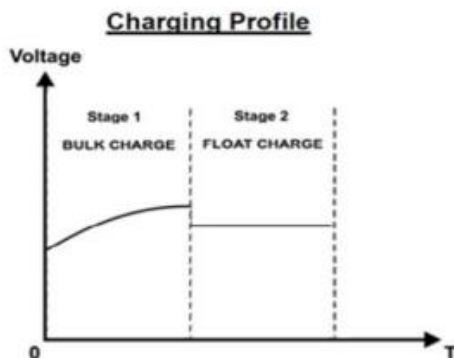 Charging Profile
Voltage
Stage 1
BULK CHARGE
Stage 2
FLOAT CHARGE
0
T